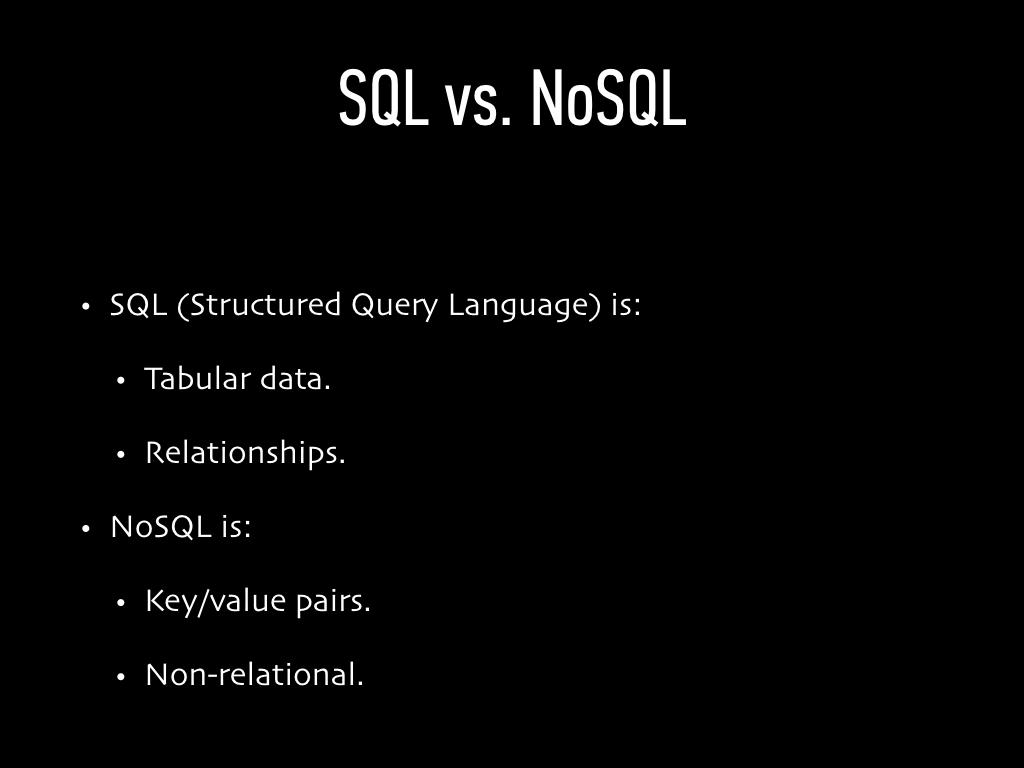 SQL vs. NoSQL
• SQL (Structured Query Language) is:
• Tabular data.
• Relationships.
• NoSQL is:
• Key/value pairs.
• Non-relational.